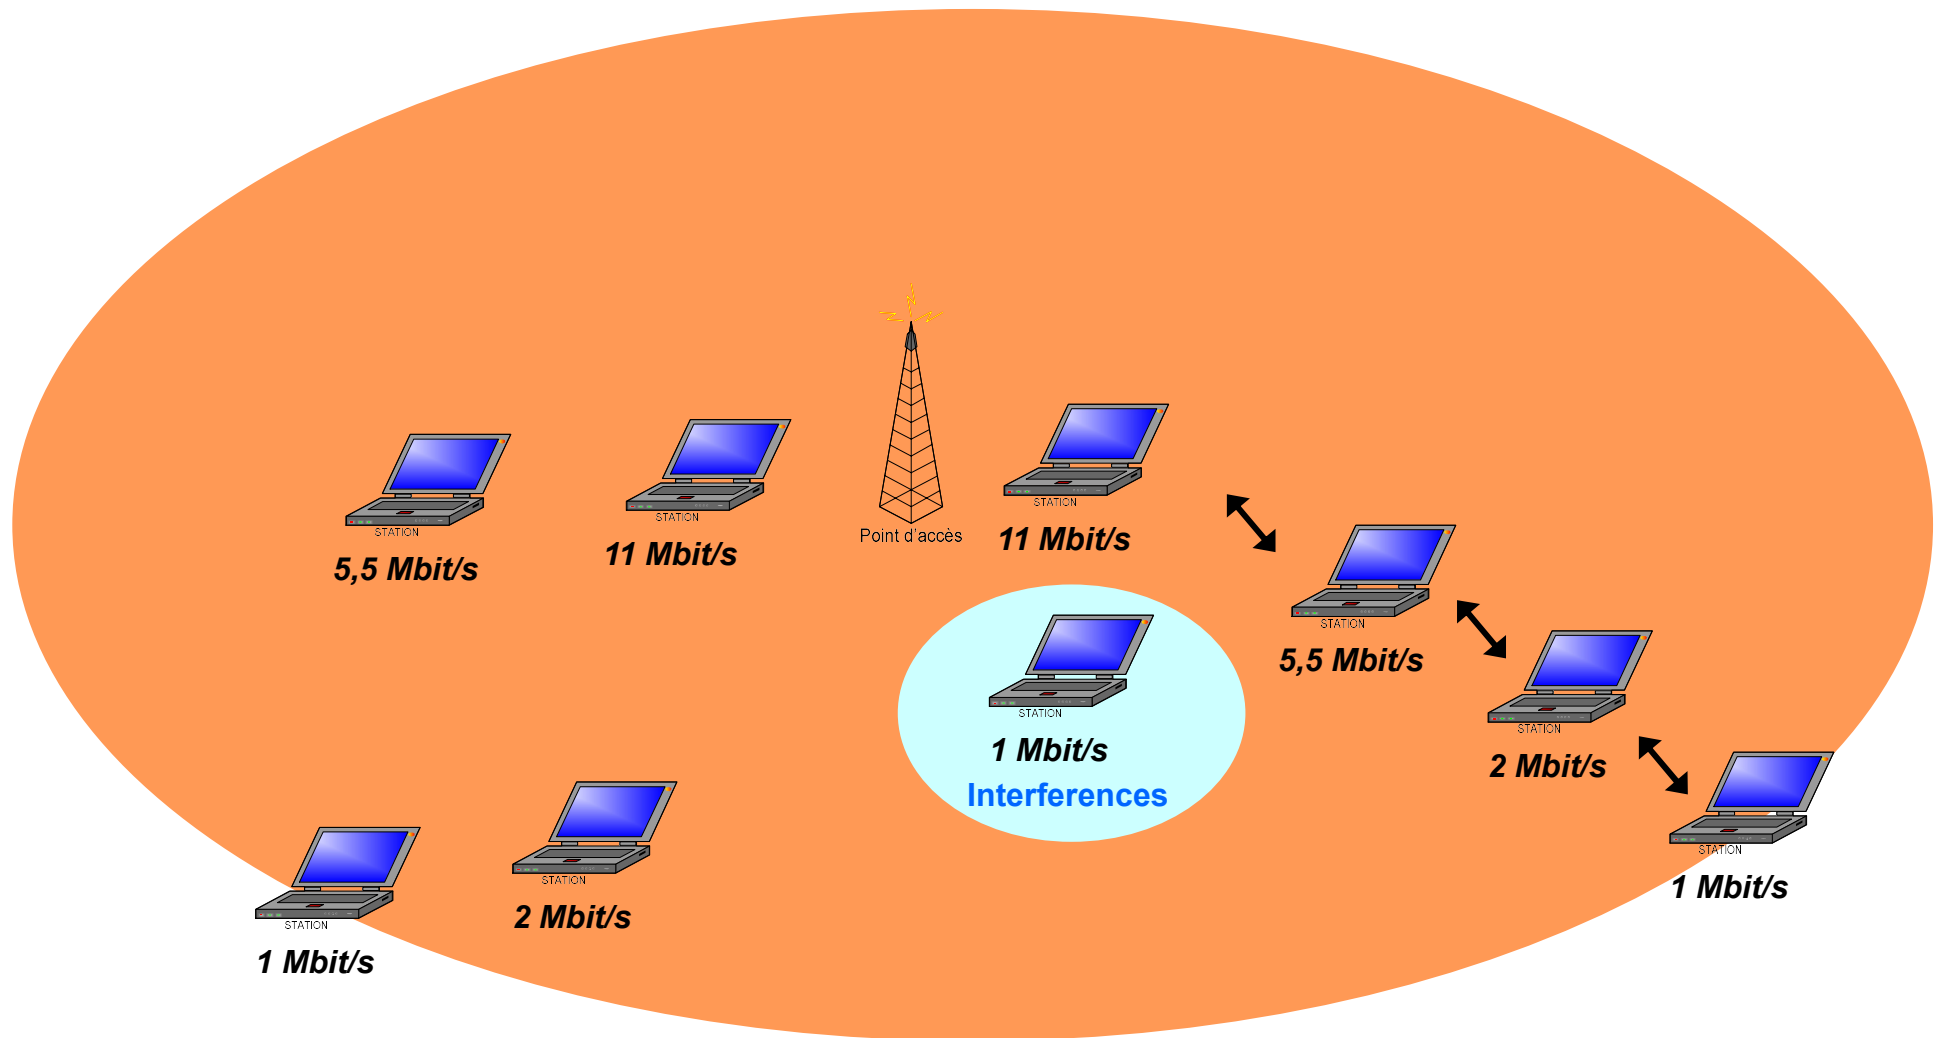 STATION
5,5 Mbit/s
STATION
11 Mbit/s
Point d'accès
STATION
11 Mbit/s
STATION
5,5 Mbit/s
STATION
1 Mbit/s
Interferences
STATION
2 Mbit/s
STATION
1 Mbit/s
STATION
2 Mbit/s
STATION
1 Mbit/s